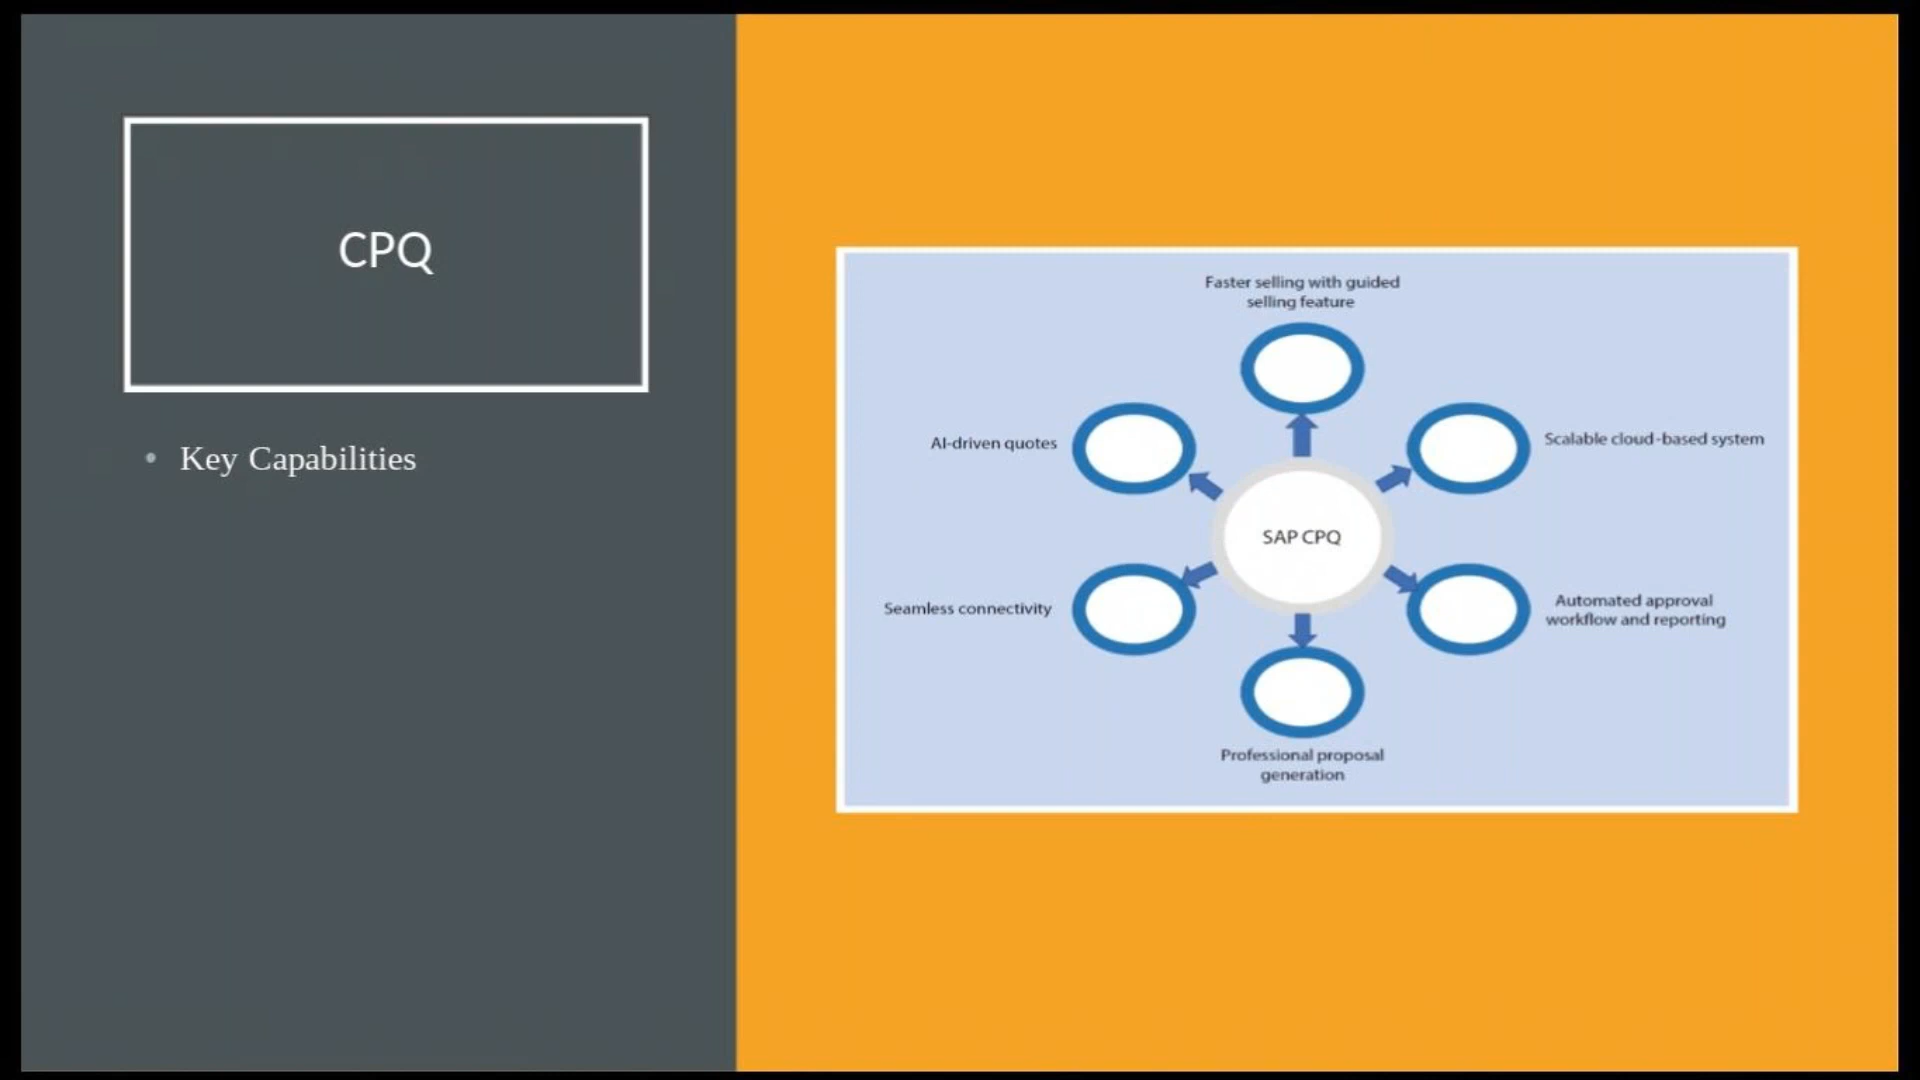 CPQ
• Key Capabilities
Faster selling with guided
selling feature
AI-driven quotes
Scalable cloud-based system
SAP CPQ
Seamless connectivity
Automated approval
workflow and reporting
Professional proposal
generation